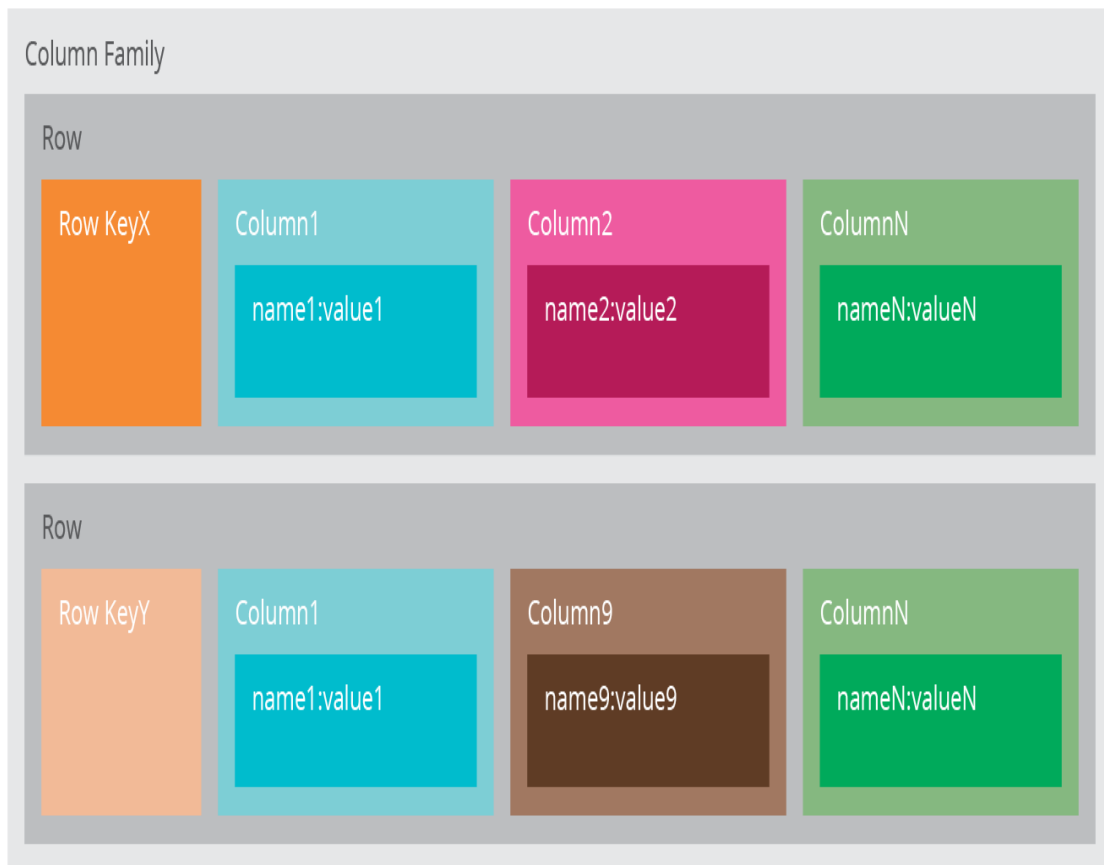 Column Family
Row
Row KeyX
Column1
name1:value1
Column2
name2:value2
ColumnN
nameN:valueN
Row
Row KeyY
Column1
name1:value1
Column9
name9:value9
ColumnN
nameN:valueN